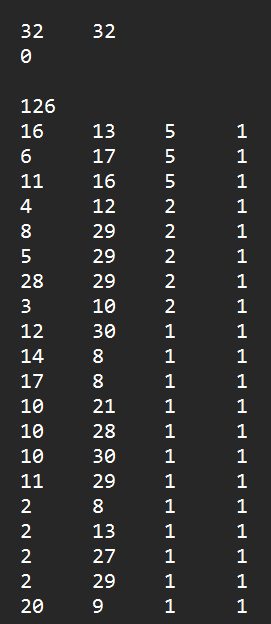 32 32
0
126
16 13 5 1
6 17 5 1
11 16 5 1
4 12 2 1
8 29 2 1
5 29 2 1
28 29 2 1
3 10 2 1
12 30 1 1
14 8 1 1
17 8 1 1
10 21 1 1
10 28 1 1
10 30 1 1
11 29 1 1
2 8 1 1
2 13 1 1
2 27 1 1
2 29 1 1
20 9 1 1